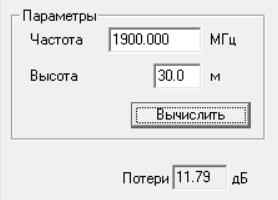 Параметры
Частота 1900.000 МГц
Высота 30.0 м
Вычислить
Потери 11.79 дБ